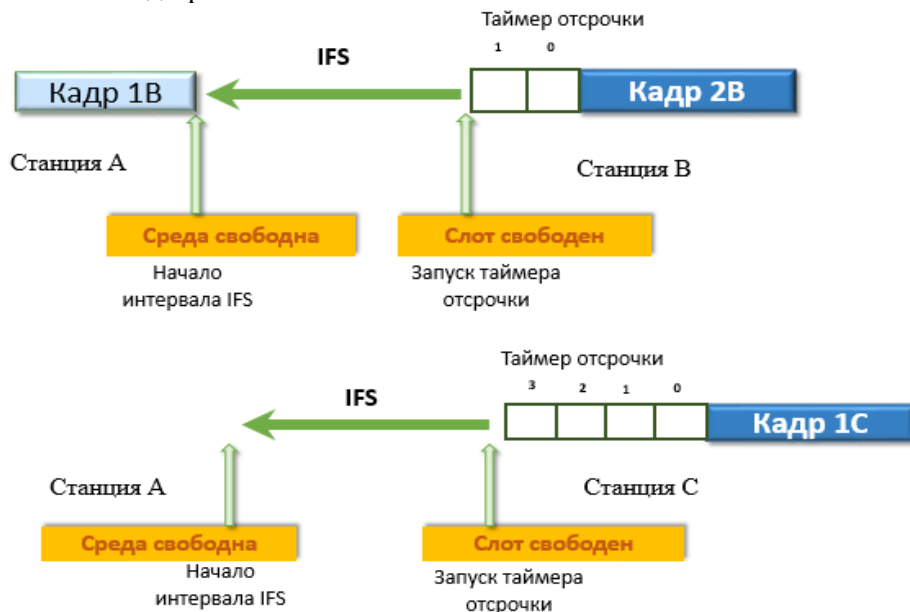 Таймер отсрочки
1 0
IFS
Кадр 1В
Кадр 2В
Станция А
Станция В
Среда свободна
Слот свободен
Начало
интервала IFS
Запуск таймера
отсрочки
Таймер отсрочки
3 2 1 0
IFS
Кадр 1С
Станция А
Станция С
Среда свободна
Слот свободен
Начало
интервала IFS
Запуск таймера
отсрочки